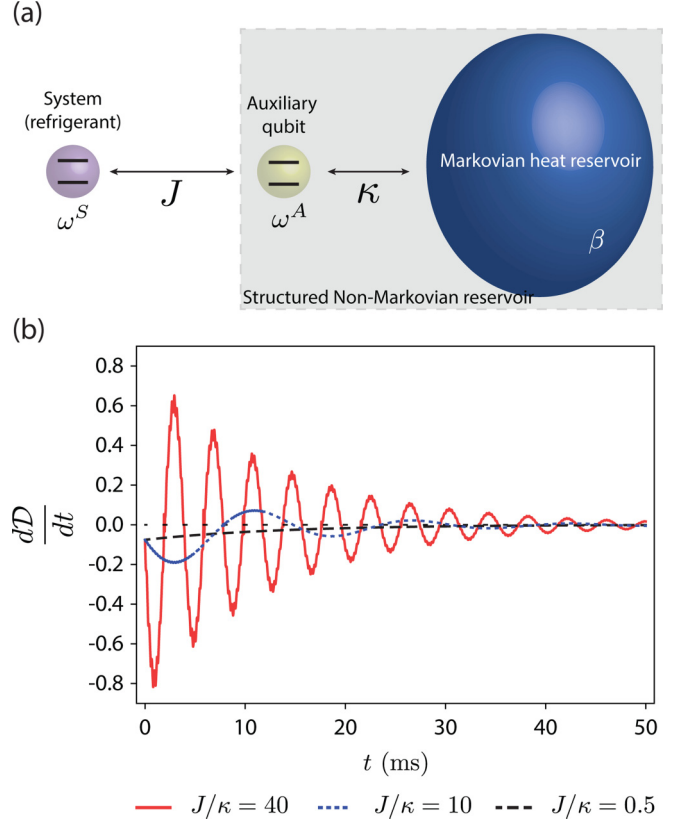 (a)
System
(refrigerant)
Auxiliary
qubit
Markovian heat reservoir
J
κ
ω^S
ω^A
β
Structured Non-Markovian reservoir
(b)
0.8
0.6
0.4
0.2
0.0
-0.2
-0.4
-0.6
-0.8
dD
dt
0 10 20 30 40 50
t (ms)
J/κ = 40 J/κ = 10 J/κ = 0.5